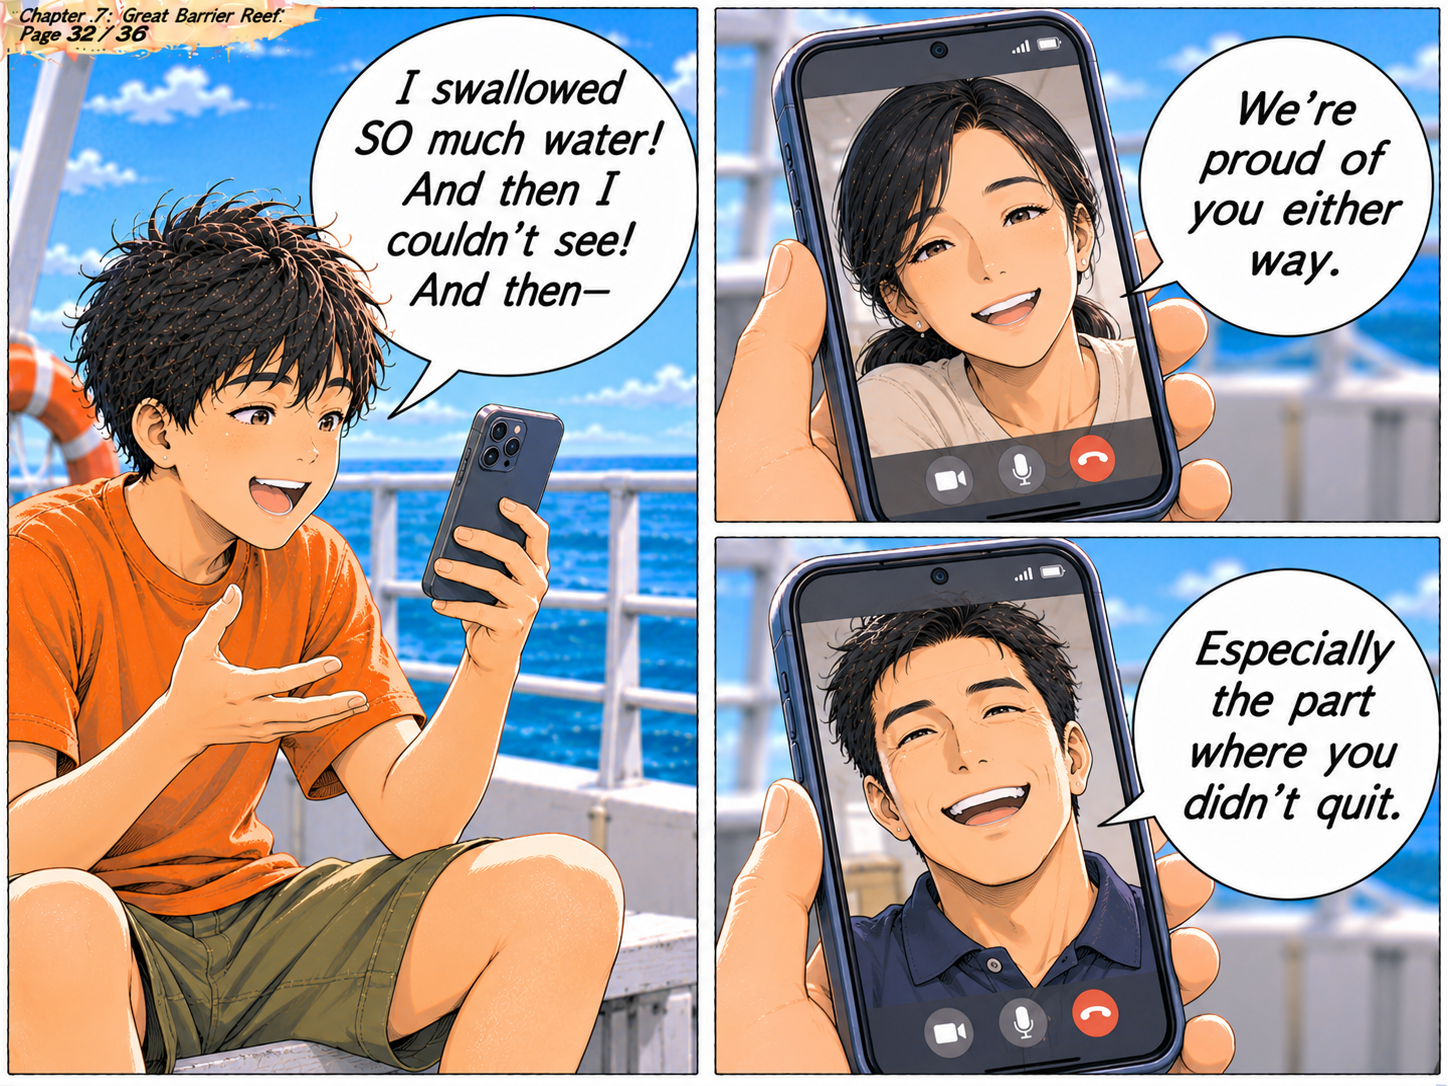 Chapter.7: Great Barrier Reef.
Page 32 / 36
I swallowed
SO much water!
And then I
couldn't see!
And then—
We're
proud of
you either
way.
Especially
the part
where you
didn't quit.